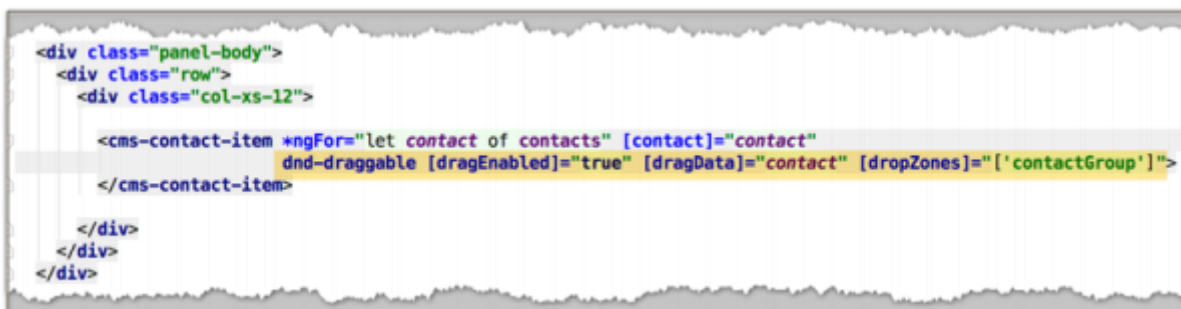 <div class="panel-body">
<div class="row">
<div class="col-xs-12">
<cms-contact-item *ngFor="let contact of contacts" [contact]="contact"
dnd-draggable [dragEnabled]="true" [dragData]="contact" [dropZones]="['contactGroup']">
</cms-contact-item>
</div>
</div>
</div>